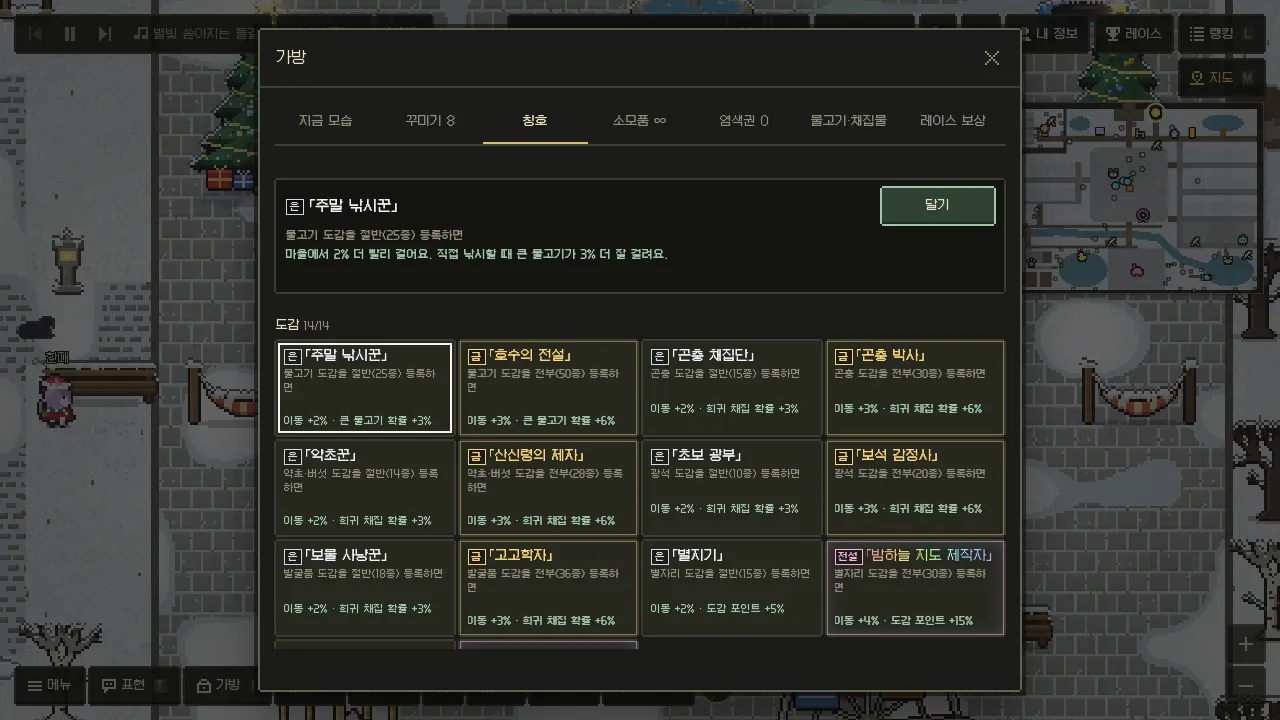 별빛 쏟아지는
내 정보
레이스
랭킹 L
지도 M
가방
지금 모습
꾸미기 8
칭호
소모품 ∞
염색권 0
물고기·채집물
레이스 보상
은 「주말 낚시꾼」
달기
물고기 도감을 절반(25종) 등록하면
마을에서 2% 더 빨리 걸어요. 직접 낚시할 때 큰 물고기가 3% 더 잘 걸려요.
도감 14/14
은 「주말 낚시꾼」
물고기 도감을 절반(25종) 등록하
면
이동 +2% · 큰 물고기 확률 +3%
금 「호수의 전설」
물고기 도감을 전부(50종) 등록하
면
이동 +3% · 큰 물고기 확률 +6%
은 「곤충 채집단」
곤충 도감을 절반(15종) 등록하면
이동 +2% · 희귀 채집 확률 +3%
금 「곤충 박사」
곤충 도감을 전부(30종) 등록하면
이동 +3% · 희귀 채집 확률 +6%
은 「약초꾼」
약초·버섯 도감을 절반(14종) 등록
하면
이동 +2% · 희귀 채집 확률 +3%
금 「산신령의 제자」
약초·버섯 도감을 전부(28종) 등록
하면
이동 +3% · 희귀 채집 확률 +6%
은 「초보 광부」
광석 도감을 절반(10종) 등록하면
이동 +2% · 희귀 채집 확률 +3%
금 「보석 감정사」
광석 도감을 전부(20종) 등록하면
이동 +3% · 희귀 채집 확률 +6%
은 「보물 사냥꾼」
발굴품 도감을 절반(18종) 등록하면
이동 +2% · 희귀 채집 확률 +3%
금 「고고학자」
발굴품 도감을 전부(36종) 등록하
면
이동 +3% · 희귀 채집 확률 +6%
은 「별지기」
별자리 도감을 절반(15종) 등록하면
이동 +2% · 도감 포인트 +5%
전설 「밤하늘 지도 제작자」
별자리 도감을 전부(30종) 등록하
면
이동 +4% · 도감 포인트 +15%
메뉴
표현 T
가방